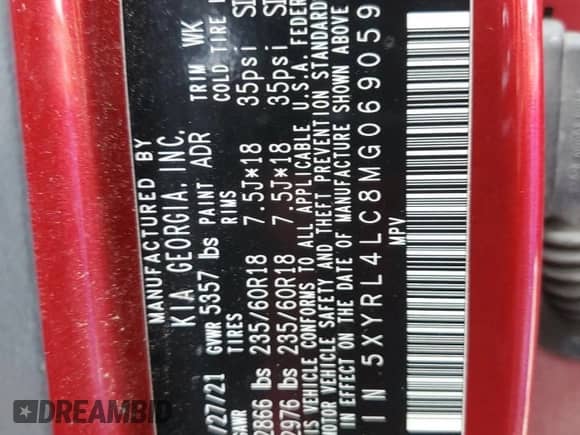 MANUFACTURED BY
KIA GEORGIA, INC.
/27/21 GVWR 5357 lbs PAINT ADR TRIM WK
GAWR TIRES RIMS COLD TIRE
2866 lbs 235/60R18 7.5J*18 35psi
2976 lbs 235/60R18 7.5J*18 35psi
THIS VEHICLE CONFORMS TO ALL APPLICABLE U.S.A. FEDER
MOTOR VEHICLE SAFETY AND THEFT PREVENTION STANDARD
IN EFFECT ON THE DATE OF MANUFACTURE SHOWN ABOVE
IN 5XYRL4LC8MG069059
MPV
DREAMBID